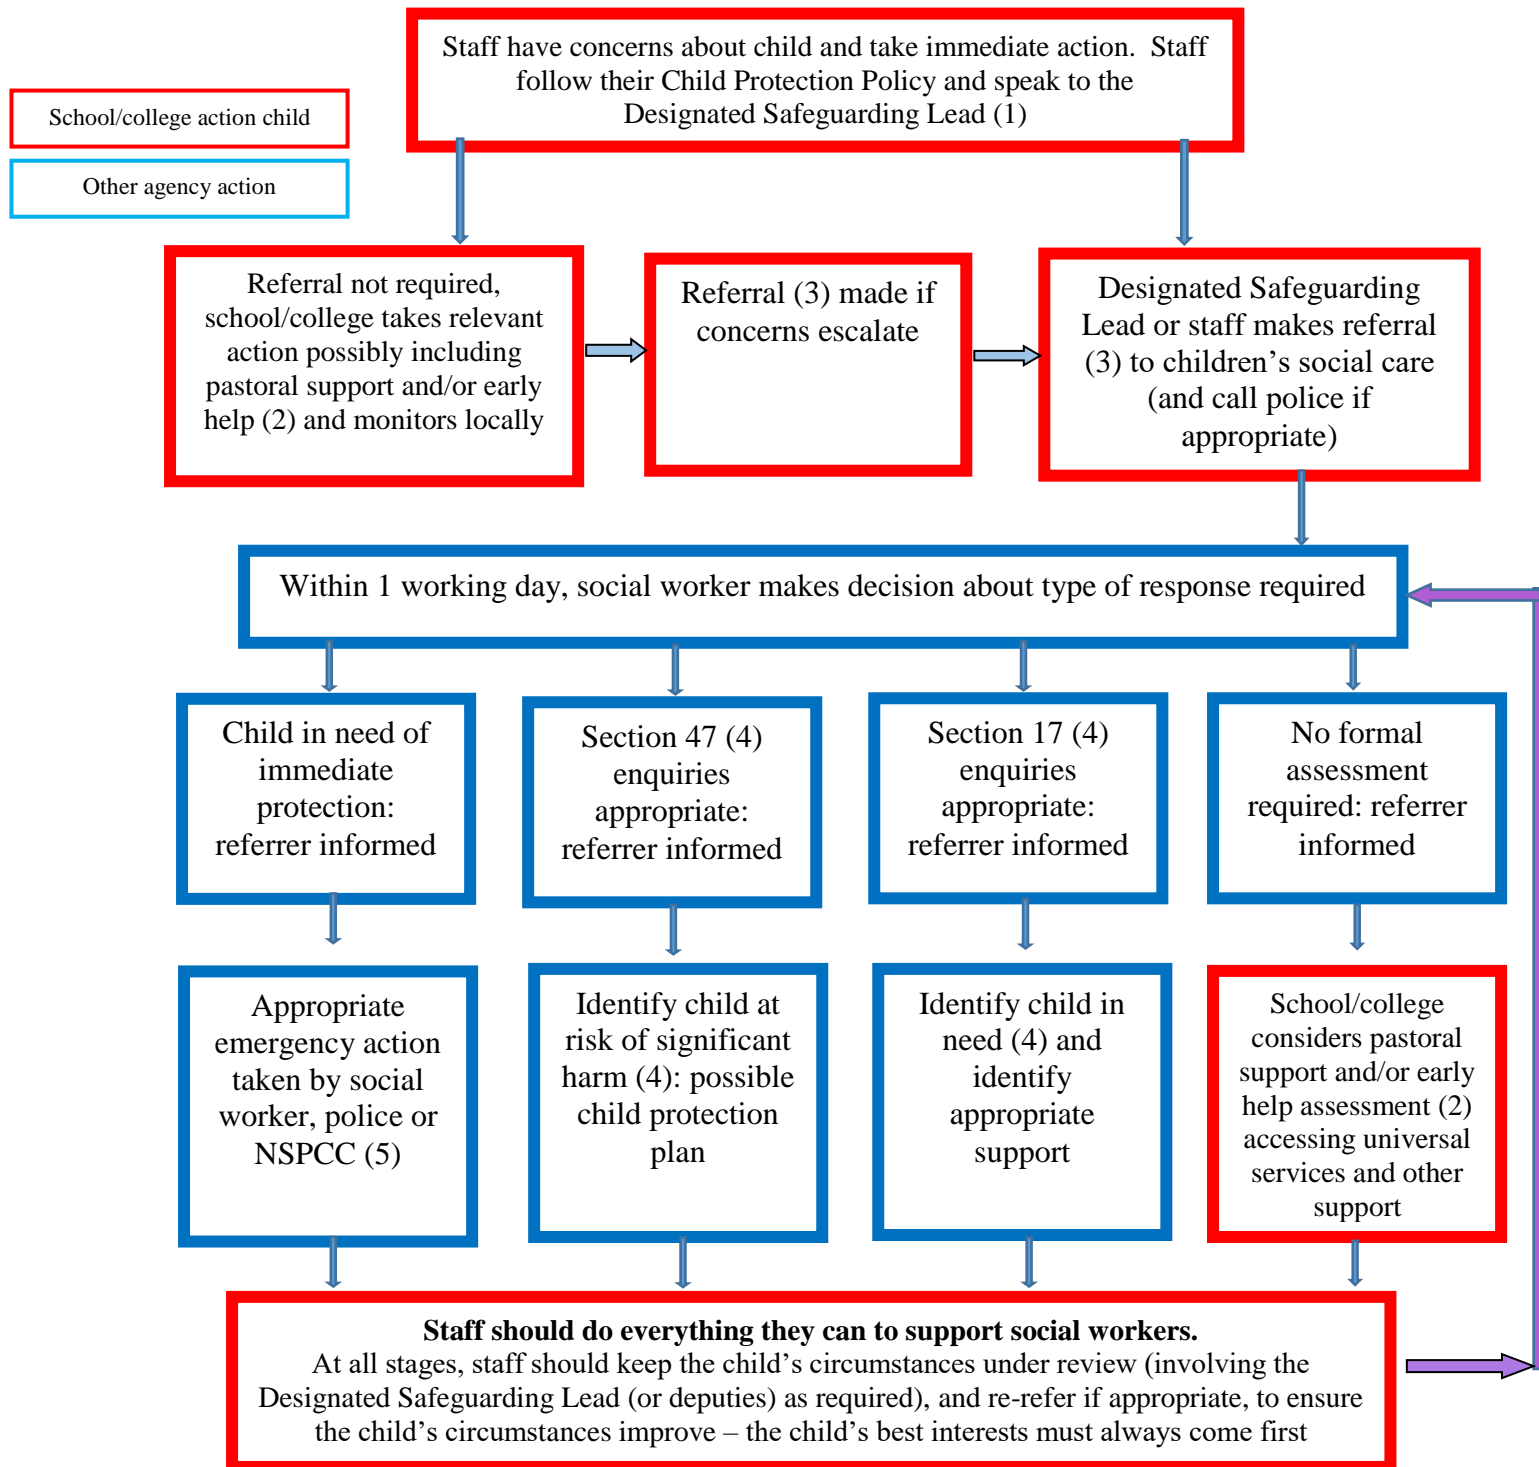 Staff have concerns about child and take immediate action.  Staff
follow their Child Protection Policy and speak to the
Designated Safeguarding Lead (1)
School/college action child
Other agency action
Referral not required,
school/college takes relevant
action possibly including
pastoral support and/or early
help (2) and monitors locally
Referral (3) made if
concerns escalate
Designated Safeguarding
Lead or staff makes referral
(3) to children’s social care
(and call police if
appropriate)
Within 1 working day, social worker makes decision about type of response required
Child in need of
immediate
protection:
referrer informed
Section 47 (4)
enquiries
appropriate:
referrer informed
Section 17 (4)
enquiries
appropriate:
referrer informed
No formal
assessment
required: referrer
informed
Appropriate
emergency action
taken by social
worker, police or
NSPCC (5)
Identify child at
risk of significant
harm (4): possible
child protection
plan
Identify child in
need (4) and
identify
appropriate
support
School/college
considers pastoral
support and/or early
help assessment (2)
accessing universal
services and other
support
Staff should do everything they can to support social workers.
At all stages, staff should keep the child’s circumstances under review (involving the
Designated Safeguarding Lead (or deputies) as required), and re-refer if appropriate, to ensure
the child’s circumstances improve – the child’s best interests must always come first